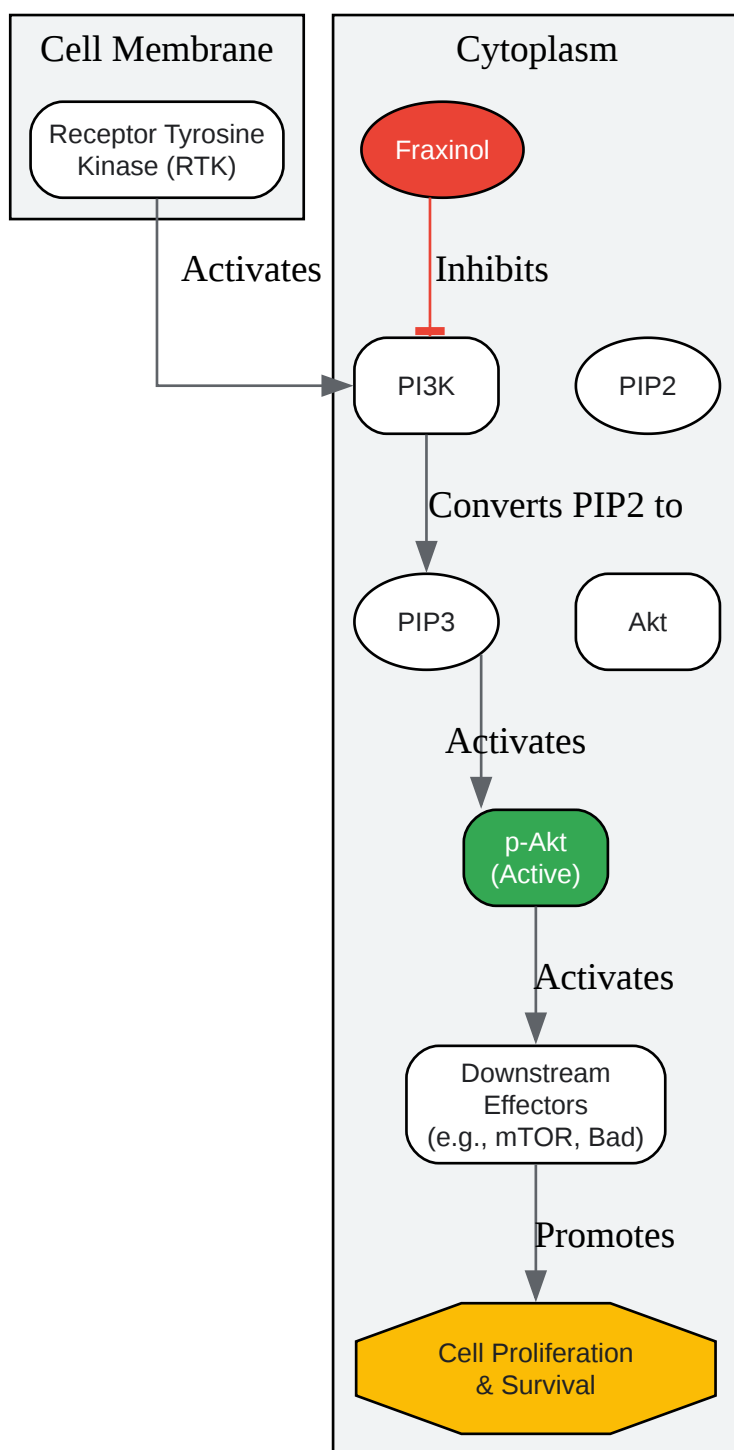 Cell Membrane
Cytoplasm
Receptor Tyrosine
Kinase (RTK)
Fraxinol
Activates
Inhibits
PI3K
PIP2
Converts PIP2 to
PIP3
Akt
Activates
p-Akt
(Active)
Activates
Downstream
Effectors
(e.g., mTOR, Bad)
Promotes
Cell Proliferation
& Survival